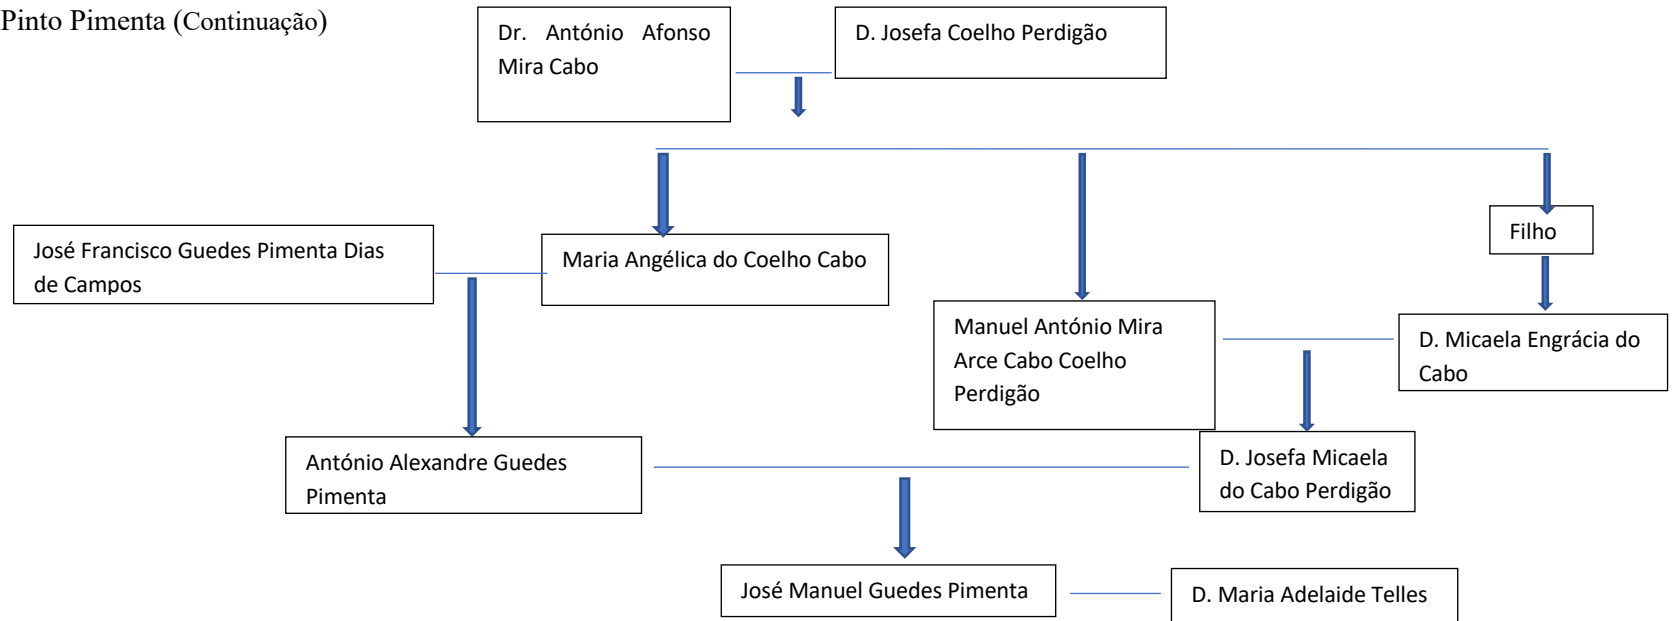 Pinto Pimenta (Continuação)
Dr. António Afonso
Mira Cabo
D. Josefa Coelho Perdigão
José Francisco Guedes Pimenta Dias
de Campos
Maria Angélica do Coelho Cabo
Filho
Manuel António Mira
Arce Cabo Coelho
Perdigão
D. Micaela Engrácia do
Cabo
António Alexandre Guedes
Pimenta
D. Josefa Micaela
do Cabo Perdigão
José Manuel Guedes Pimenta
D. Maria Adelaide Telles